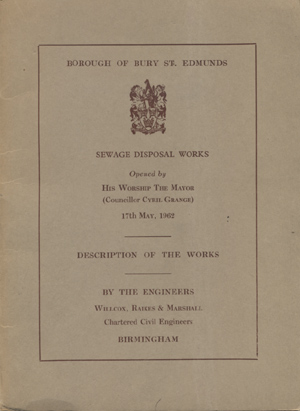 BOROUGH OF BURY ST. EDMUNDS
SEWAGE DISPOSAL WORKS
Opened by
HIS WORSHIP THE MAYOR
(Councillor CYRIL GRANGE)
17TH MAY, 1962
DESCRIPTION OF THE WORKS
BY THE ENGINEERS
WILLCOX, RAIKES & MARSHALL
Chartered Civil Engineers
BIRMINGHAM